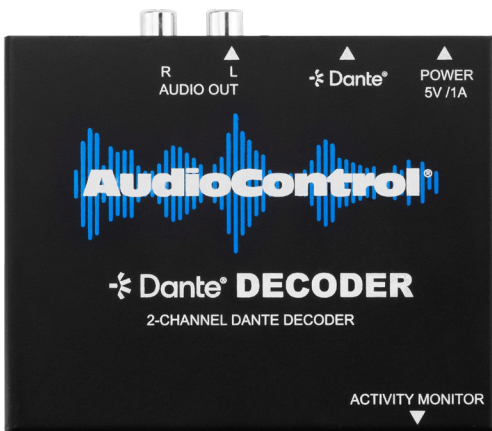 R L
AUDIO OUT
Dante®
POWER
5V /1A
AudioControl®
Dante® DECODER
2-CHANNEL DANTE DECODER
ACTIVITY MONITOR